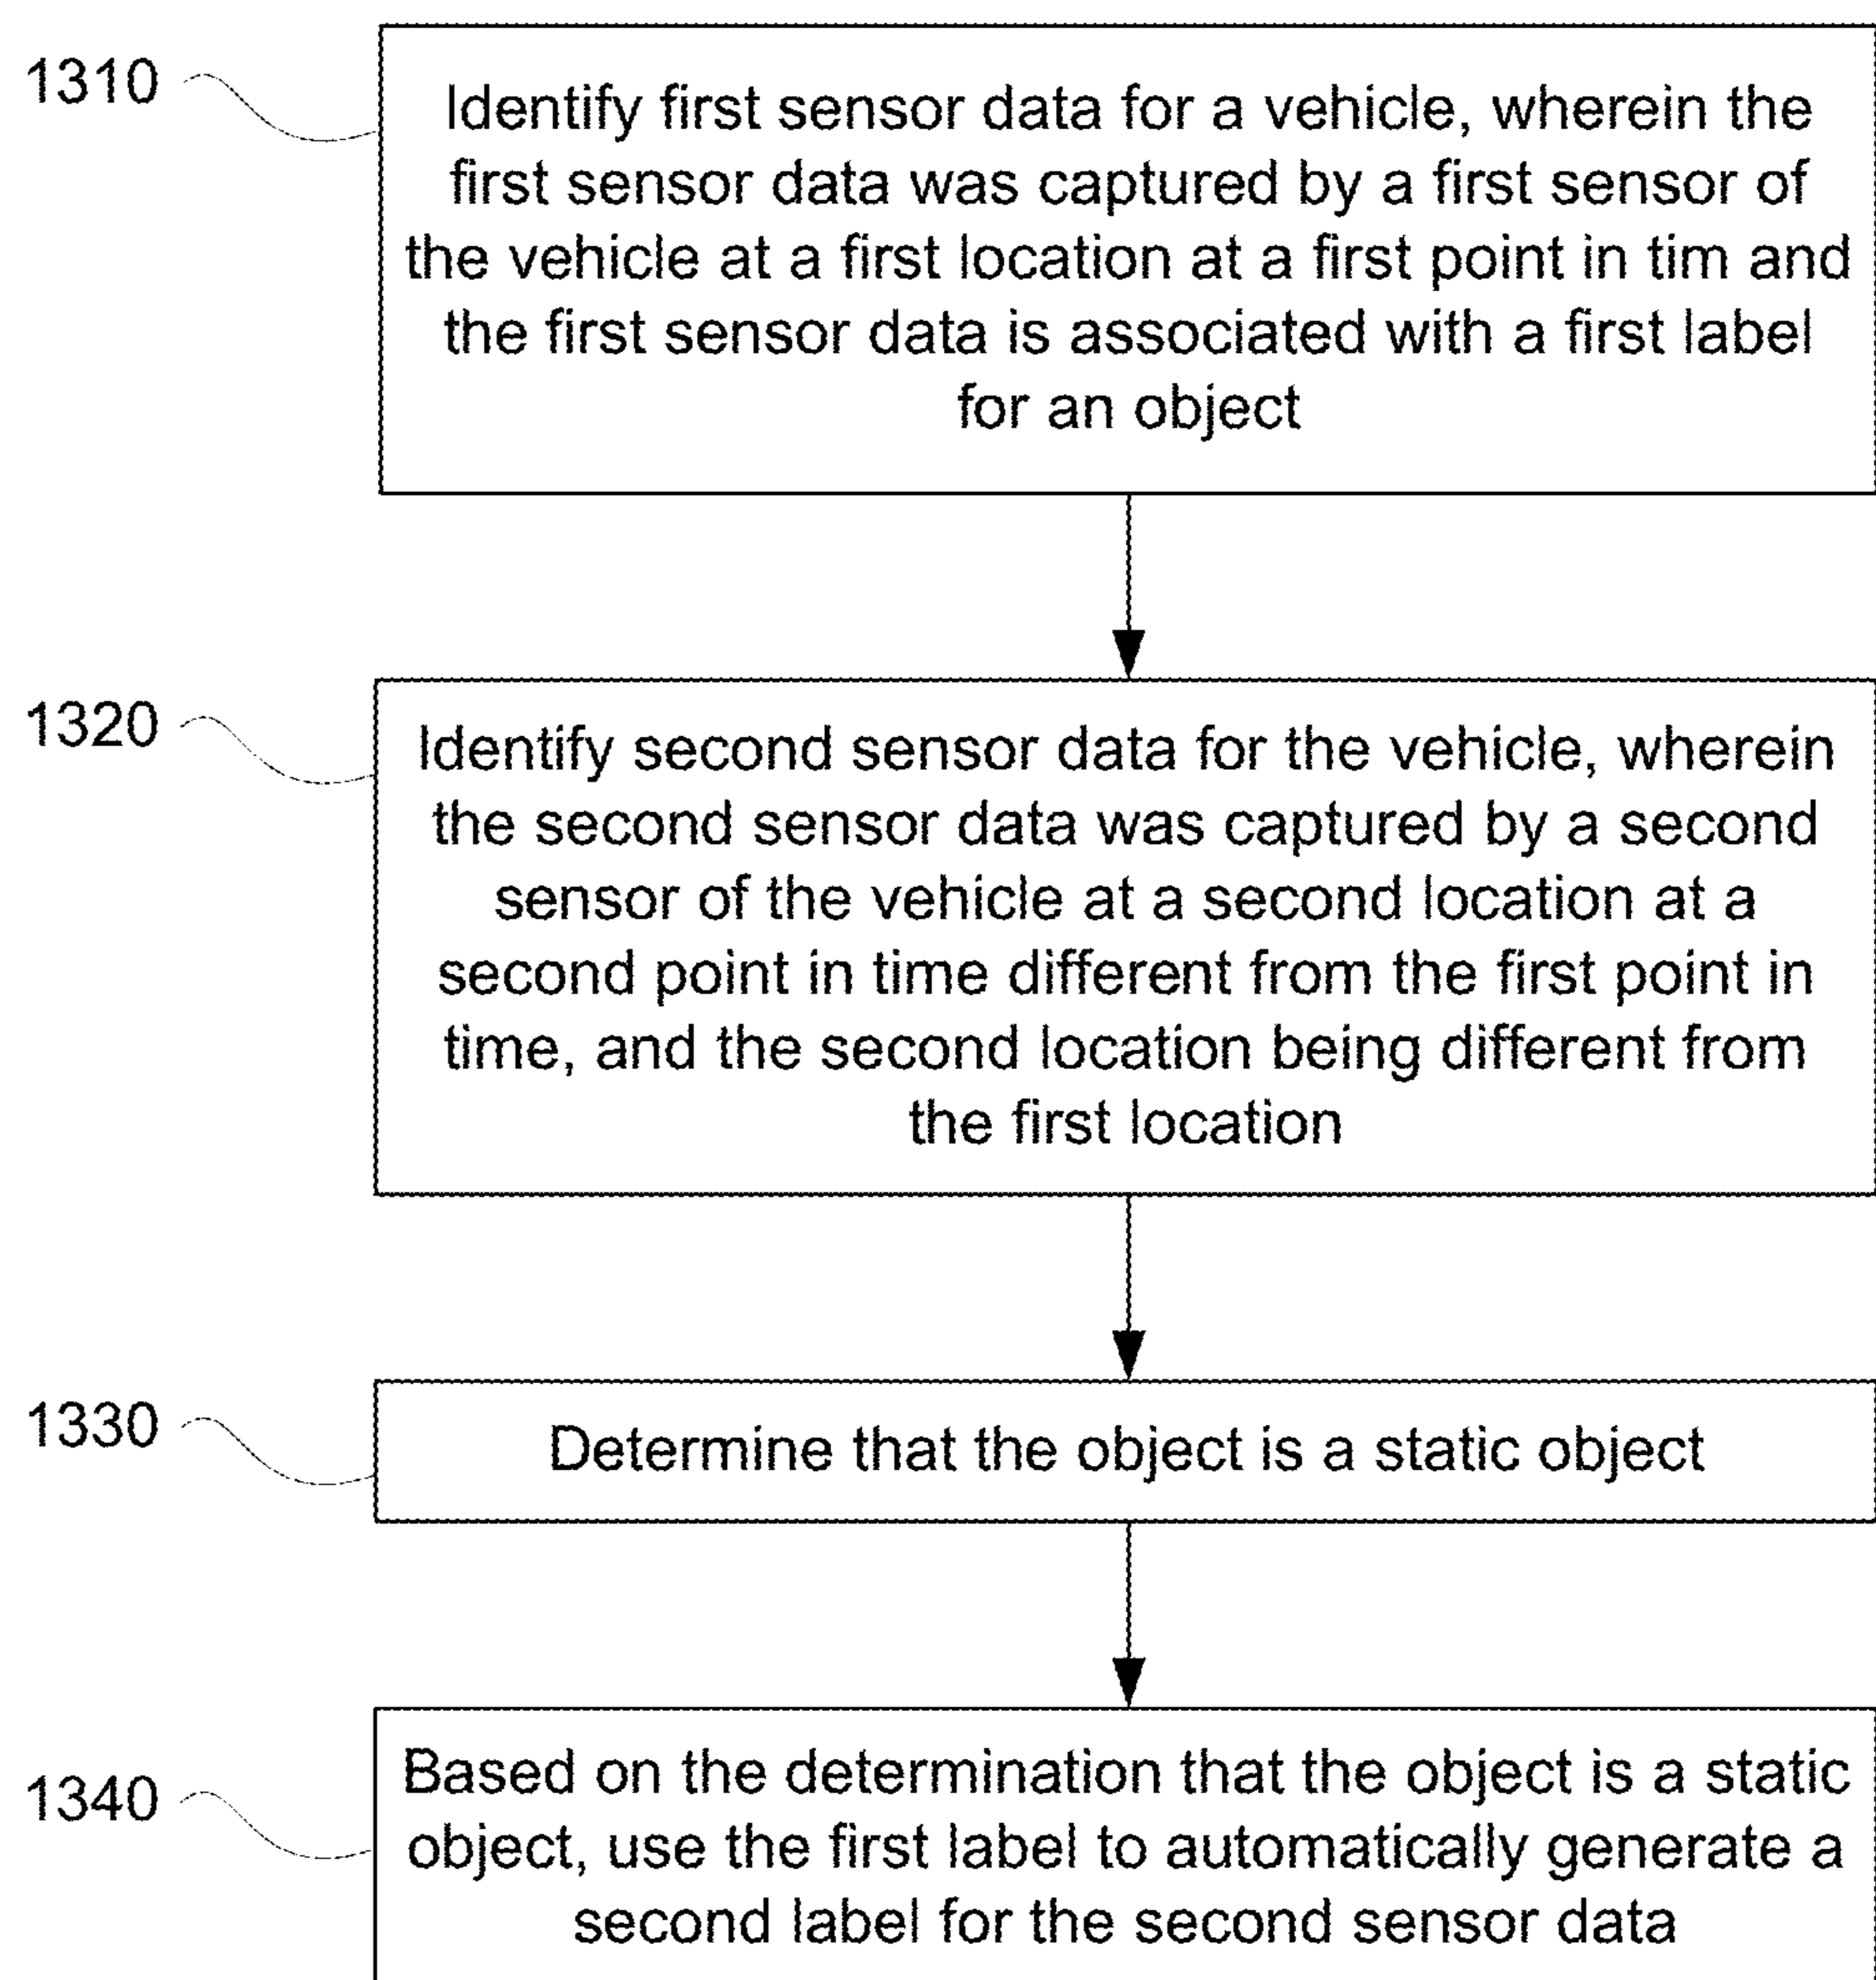 1310
Identify first sensor data for a vehicle, wherein the
first sensor data was captured by a first sensor of
the vehicle at a first location at a first point in tim and
the first sensor data is associated with a first label
for an object
1320
Identify second sensor data for the vehicle, wherein
the second sensor data was captured by a second
sensor of the vehicle at a second location at a
second point in time different from the first point in
time, and the second location being different from
the first location
1330
Determine that the object is a static object
1340
Based on the determination that the object is a static
object, use the first label to automatically generate a
second label for the second sensor data